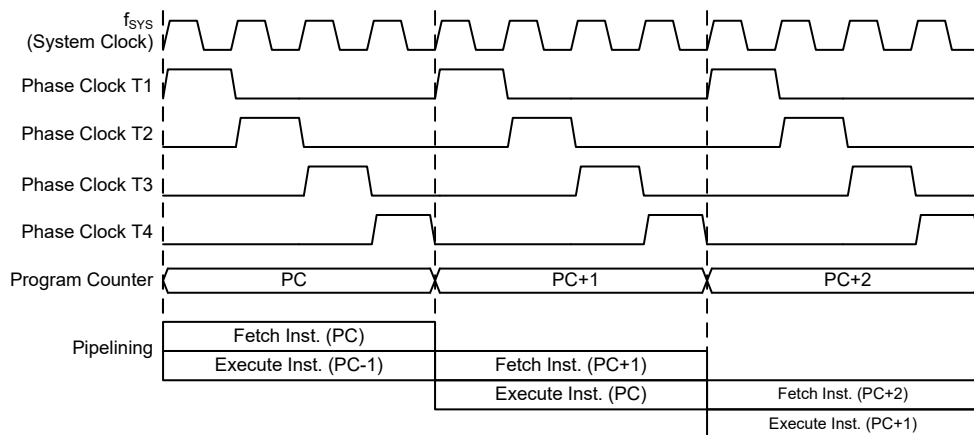 fSYS
(System Clock)
Phase Clock T1
Phase Clock T2
Phase Clock T3
Phase Clock T4
Program Counter PC PC+1 PC+2
Fetch Inst. (PC)
Pipelining
Execute Inst. (PC-1) Fetch Inst. (PC+1)
Execute Inst. (PC) Fetch Inst. (PC+2)
Execute Inst. (PC+1)